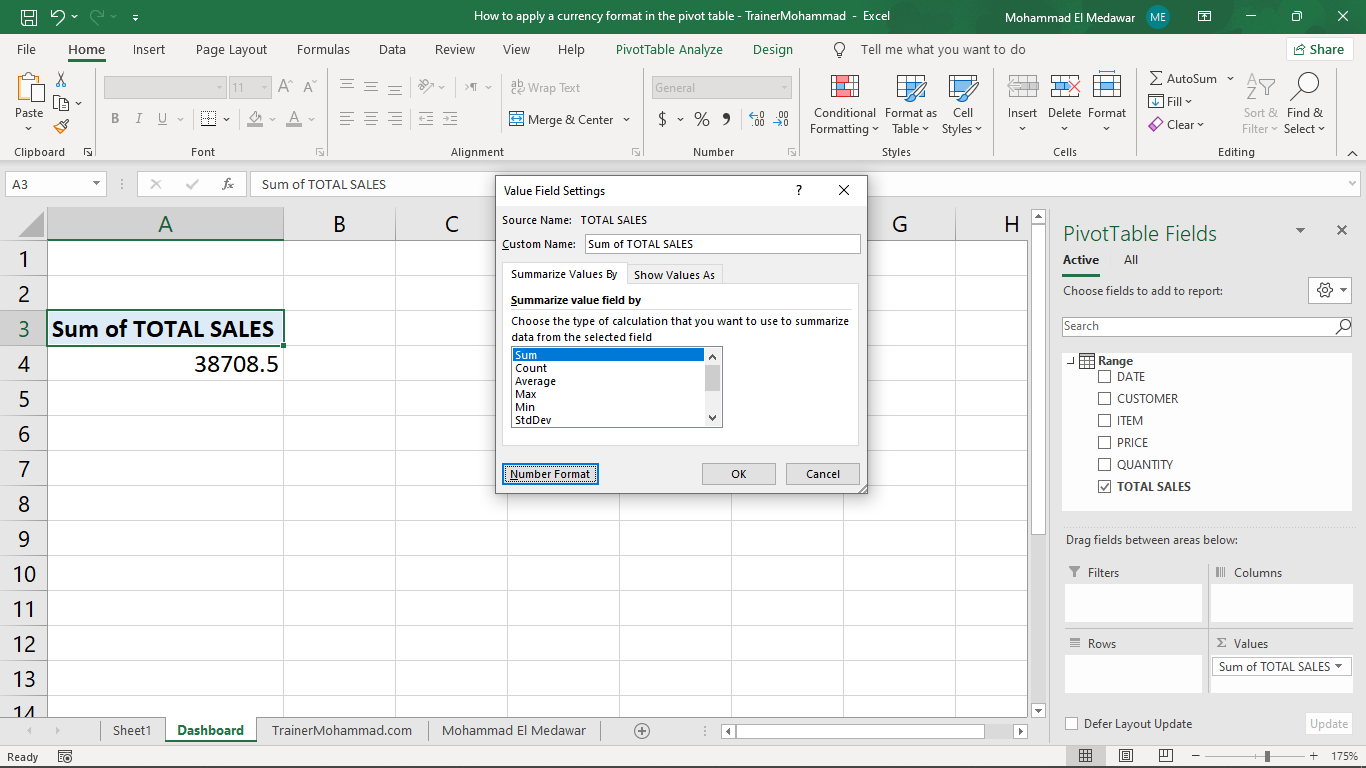 How to apply a currency format in the pivot table - TrainerMohammad - Excel
Mohammad El Medawar ME
File Home Insert Page Layout Formulas Data Review View Help PivotTable Analyze Design Tell me what you want to do Share
Paste
Clipboard
11
B I U
A A A
Font
ab Wrap Text
Merge & Center
Alignment
General
$ % 9
.00 .0
Number
Conditional Formatting
Format as Table
Cell Styles
Styles
Insert
Delete
Format
Cells
AutoSum
Fill
Clear
Sort & Filter
Find & Select
Editing
A3
fx
Sum of TOTAL SALES
A B C G H
1
2
3 Sum of TOTAL SALES
4 38708.5
5
6
7
8
9
10
11
12
13
14
Value Field Settings ?
Source Name: TOTAL SALES
Custom Name: Sum of TOTAL SALES
Summarize Values By Show Values As
Summarize value field by
Choose the type of calculation that you want to use to summarize
data from the selected field
Sum
Count
Average
Max
Min
StdDev
Number Format OK Cancel
PivotTable Fields
Active All
Choose fields to add to report:
Search
Range
DATE
CUSTOMER
ITEM
PRICE
QUANTITY
TOTAL SALES
Drag fields between areas below:
Filters
Columns
Rows
Σ Values
Sum of TOTAL SALES
Defer Layout Update Update
Sheet1 Dashboard TrainerMohammad.com Mohammad El Medawar
Ready
175%